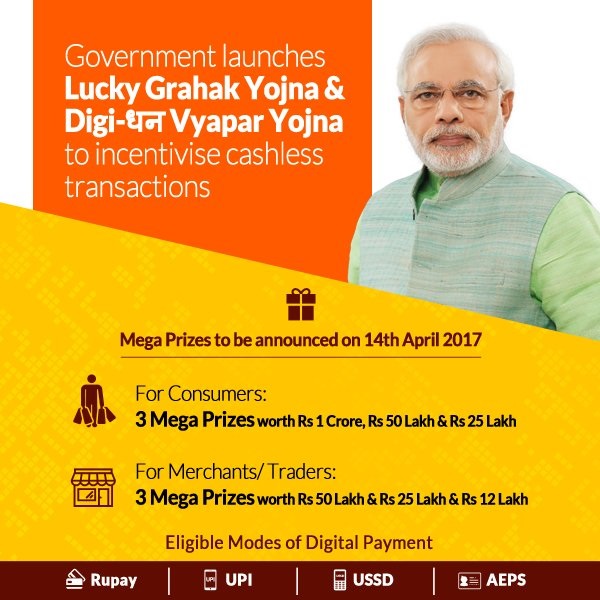 Government launches
Lucky Grahak Yojna &
Digi-धन Vyapar Yojna
to incentivise cashless
transactions
Mega Prizes to be announced on 14th April 2017
For Consumers:
3 Mega Prizes worth Rs 1 Crore, Rs 50 Lakh & Rs 25 Lakh
For Merchants/ Traders:
3 Mega Prizes worth Rs 50 Lakh & Rs 25 Lakh & Rs 12 Lakh
Eligible Modes of Digital Payment
Rupay UPI USSD AEPS